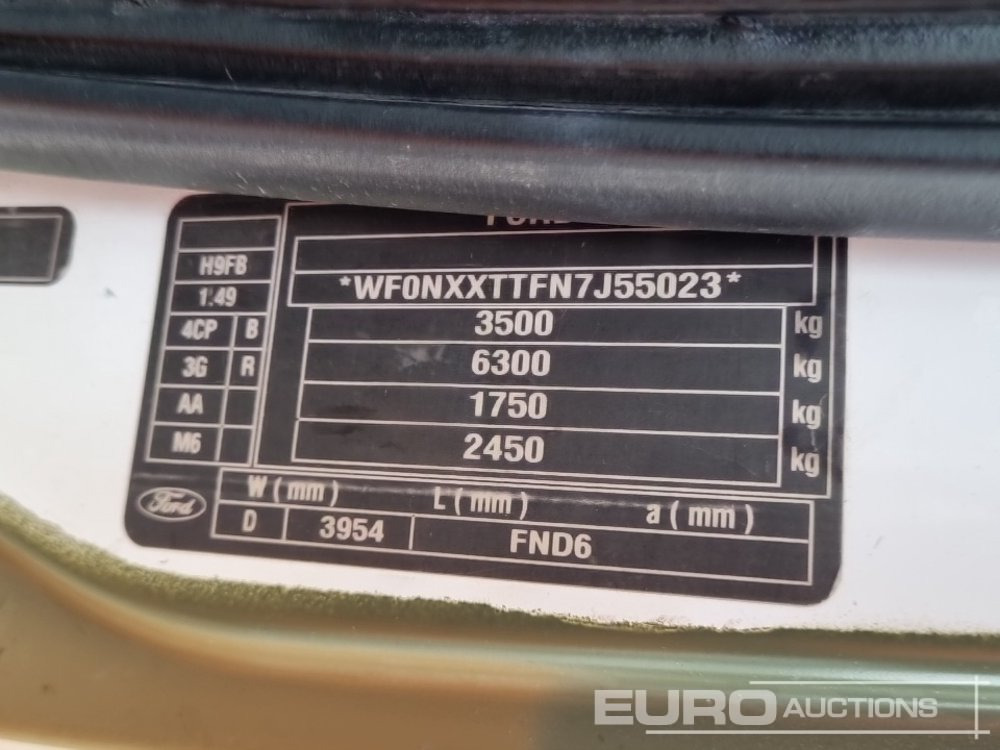 H9FB
1.49
4CP B
3G R
AA
M6
*WF0NXXTTFN7J55023*
3500 kg
6300 kg
1750 kg
2450 kg
Ford
W (mm) L (mm) a (mm)
D 3954 FND6
EURO AUCTIONS